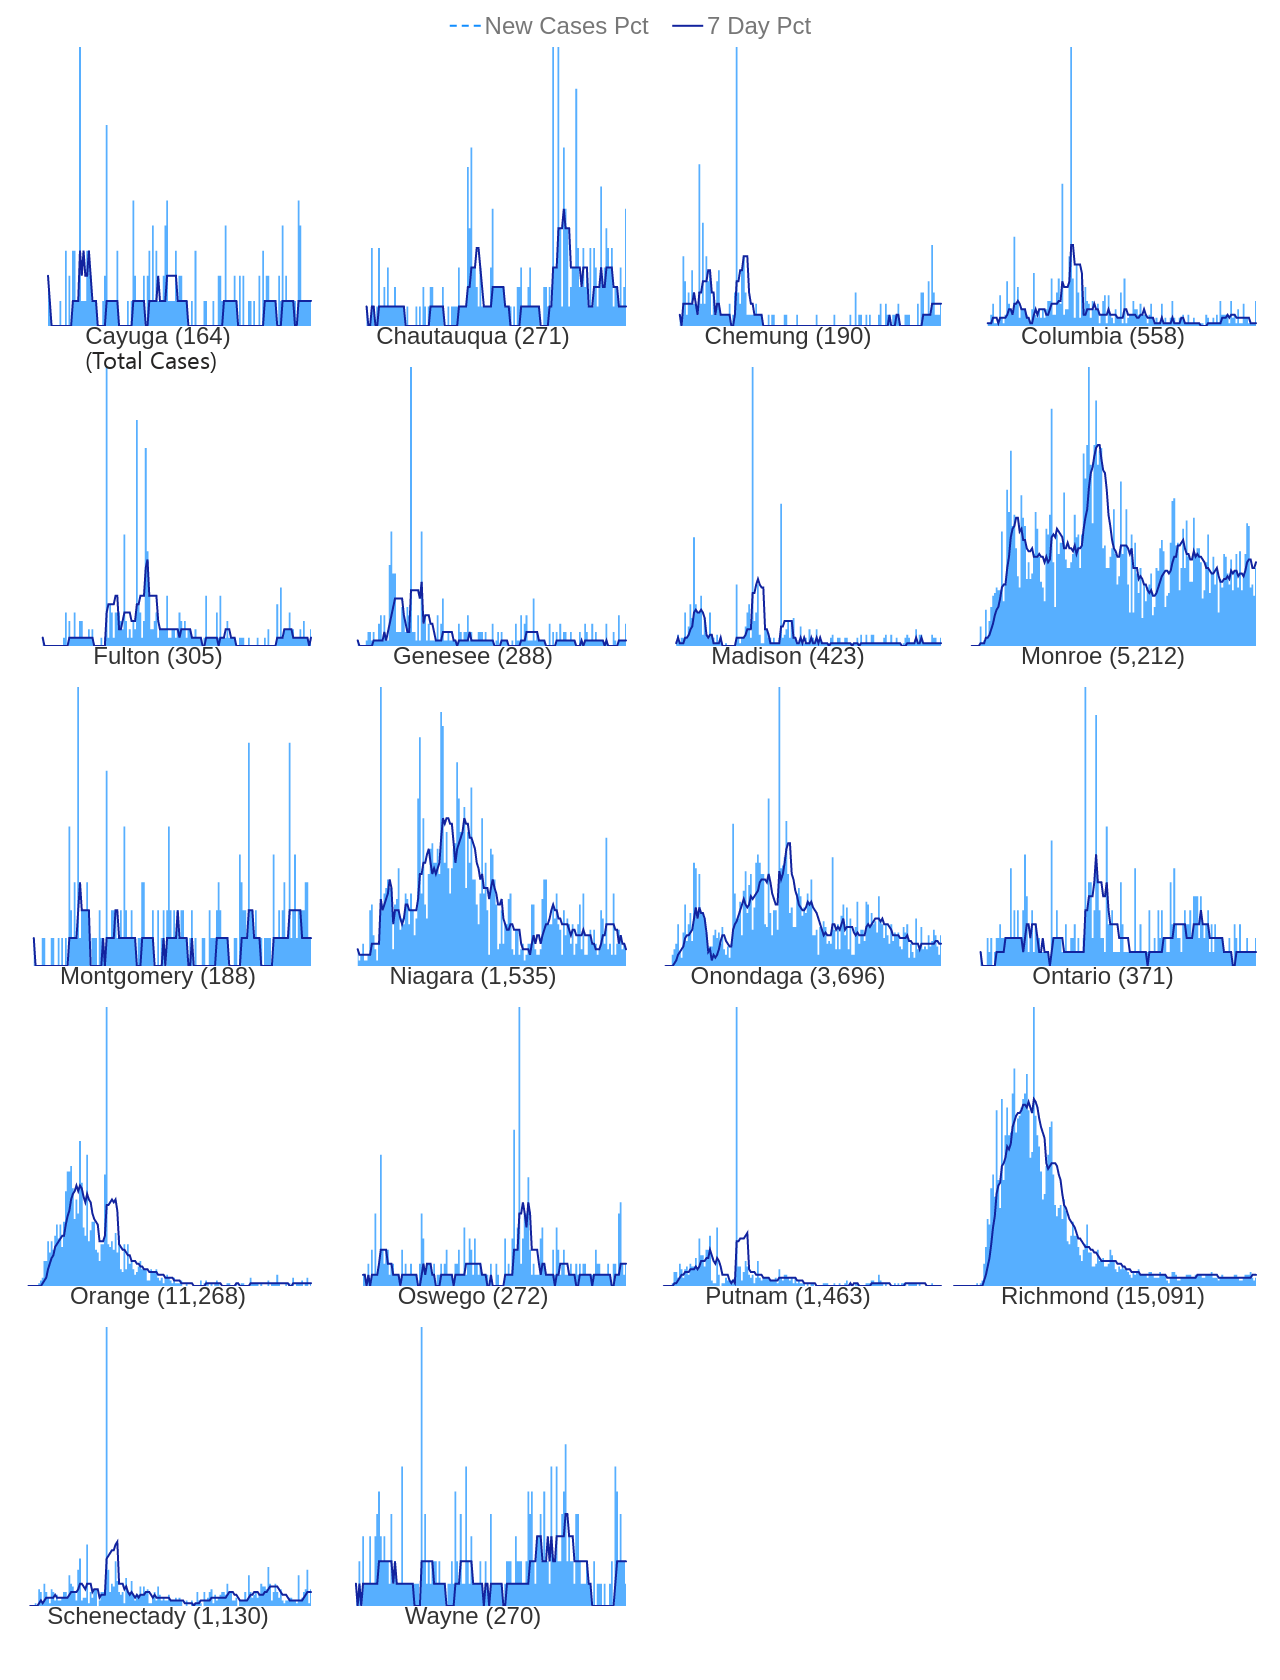 New Cases Pct 7 Day Pct
Cayuga (164)
(Total Cases)
Chautauqua (271)
Chemung (190)
Columbia (558)
Fulton (305)
Genesee (288)
Madison (423)
Monroe (5,212)
Montgomery (188)
Niagara (1,535)
Onondaga (3,696)
Ontario (371)
Orange (11,268)
Oswego (272)
Putnam (1,463)
Richmond (15,091)
Schenectady (1,130)
Wayne (270)